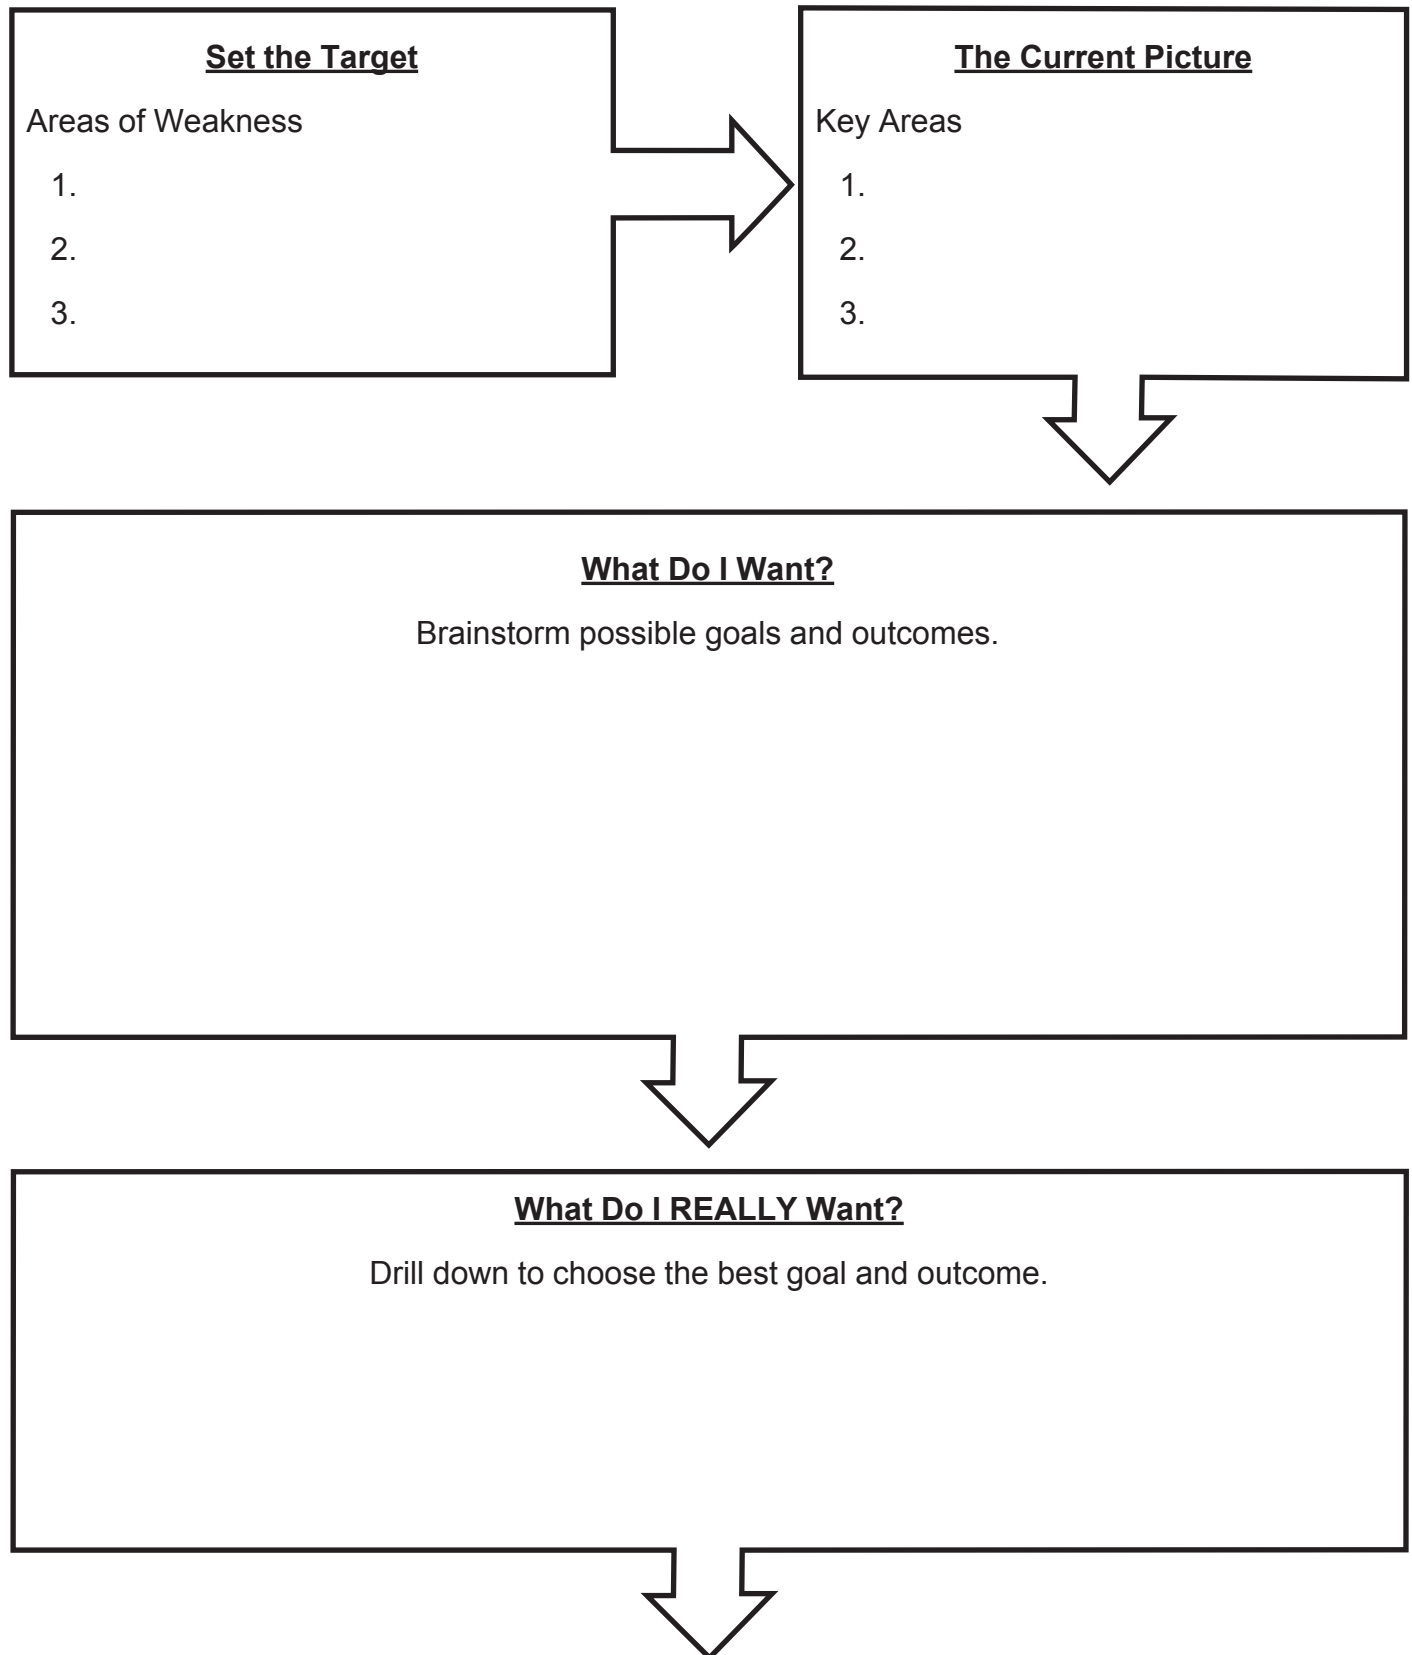 Set the Target
Areas of Weakness
1.
2.
3.
The Current Picture
Key Areas
1.
2.
3.
What Do I Want?
Brainstorm possible goals and outcomes.
What Do I REALLY Want?
Drill down to choose the best goal and outcome.